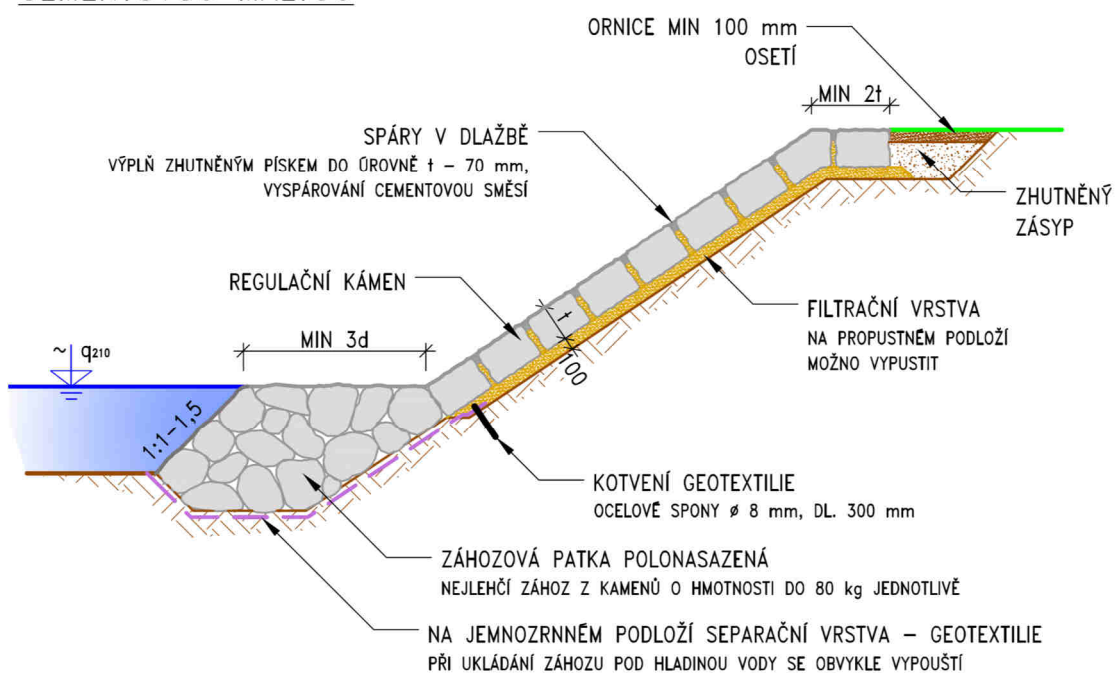 ORNICE MIN 100 mm
OSETÍ
MIN 2t
SPÁRY V DLAŽBĚ
VÝPLŇ ZHUTNĚNÝM PÍSKEM DO ÚROVNĚ t – 70 mm,
VYSPÁROVÁNÍ CEMENTOVOU SMĚSÍ
ZHUTNĚNÝ
ZÁSYP
REGULAČNÍ KÁMEN
FILTRAČNÍ VRSTVA
NA PROPUSTNÉM PODLOŽÍ
MOŽNO VYPUSTIT
t
100
MIN 3d
~ q210
1:1–1,5
KOTVENÍ GEOTEXTILIE
OCELOVÉ SPONY ø 8 mm, DL. 300 mm
ZÁHOZOVÁ PATKA POLONASAZENÁ
NEJLEHČÍ ZÁHOZ Z KAMENŮ O HMOTNOSTI DO 80 kg JEDNOTLIVĚ
NA JEMNOZRNNÉM PODLOŽÍ SEPARAČNÍ VRSTVA – GEOTEXTILIE
PŘI UKLÁDÁNÍ ZÁHOZU POD HLADINOU VODY SE OBVYKLE VYPOUŠTÍ